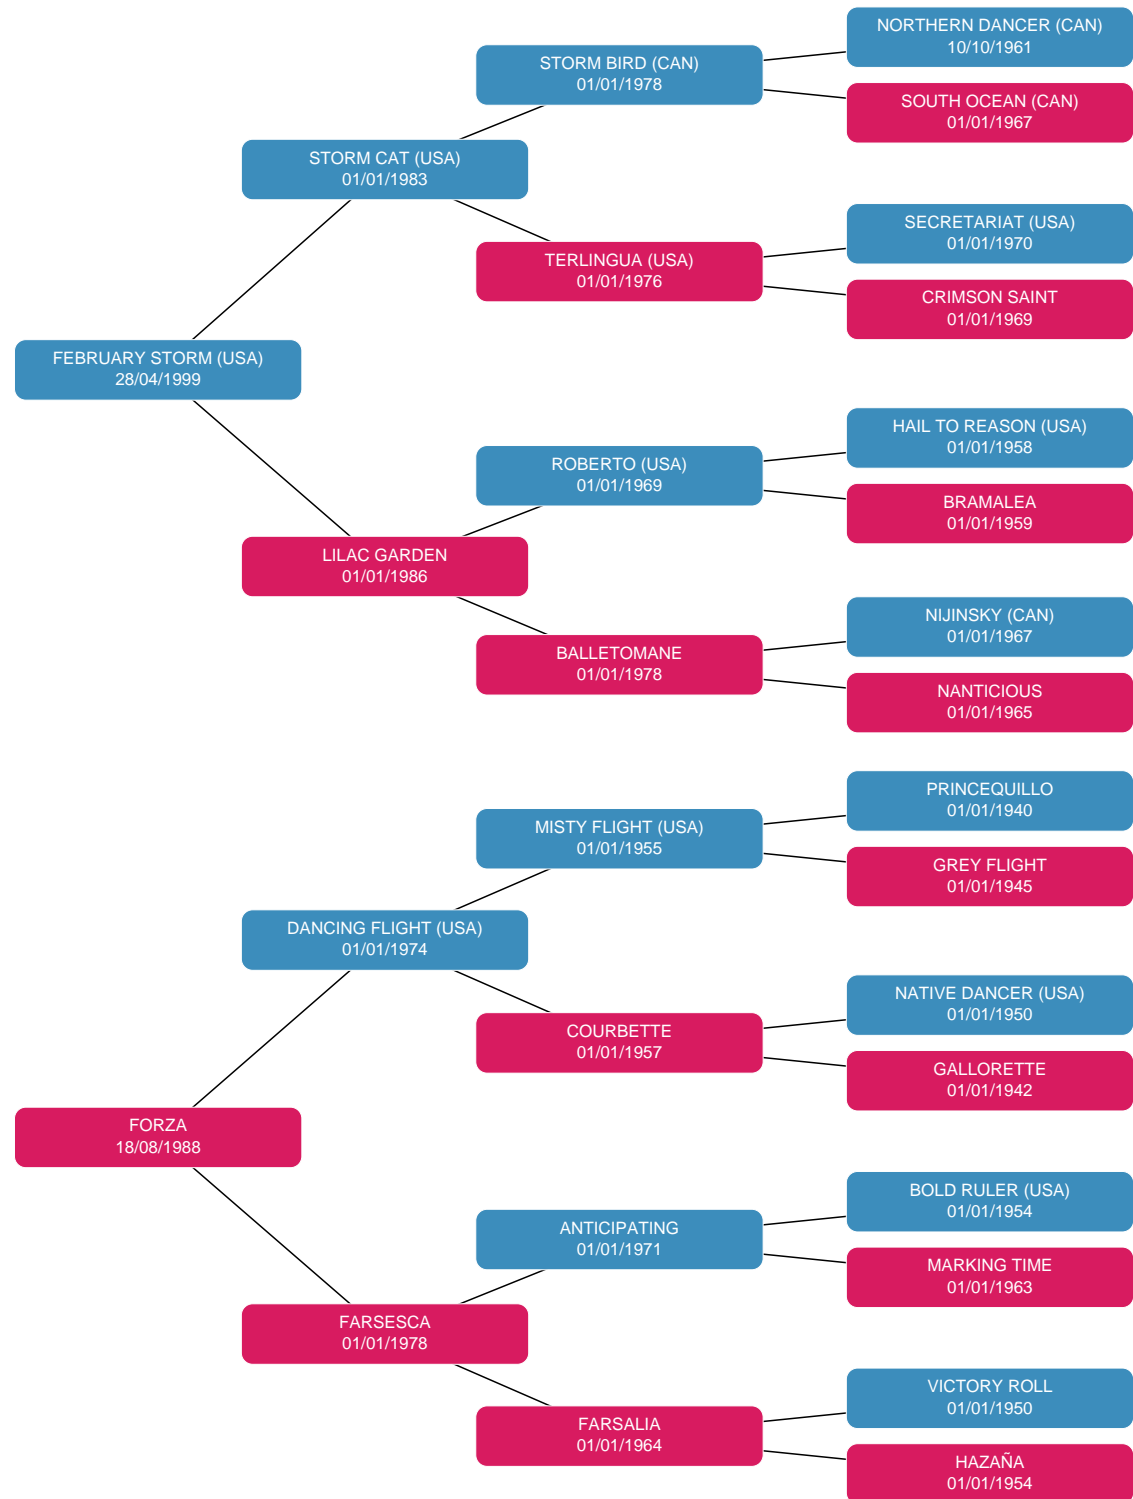 NORTHERN DANCER (CAN)
10/10/1961
STORM BIRD (CAN)
01/01/1978
SOUTH OCEAN (CAN)
01/01/1967
STORM CAT (USA)
01/01/1983
SECRETARIAT (USA)
01/01/1970
TERLINGUA (USA)
01/01/1976
CRIMSON SAINT
01/01/1969
FEBRUARY STORM (USA)
28/04/1999
HAIL TO REASON (USA)
01/01/1958
ROBERTO (USA)
01/01/1969
BRAMALEA
01/01/1959
LILAC GARDEN
01/01/1986
NIJINSKY (CAN)
01/01/1967
BALLETOMANE
01/01/1978
NANTICIOUS
01/01/1965
PRINCEQUILLO
01/01/1940
MISTY FLIGHT (USA)
01/01/1955
GREY FLIGHT
01/01/1945
DANCING FLIGHT (USA)
01/01/1974
NATIVE DANCER (USA)
01/01/1950
COURBETTE
01/01/1957
GALLORETTE
01/01/1942
FORZA
18/08/1988
BOLD RULER (USA)
01/01/1954
ANTICIPATING
01/01/1971
MARKING TIME
01/01/1963
FARSESCA
01/01/1978
VICTORY ROLL
01/01/1950
FARSALIA
01/01/1964
HAZAÑA
01/01/1954